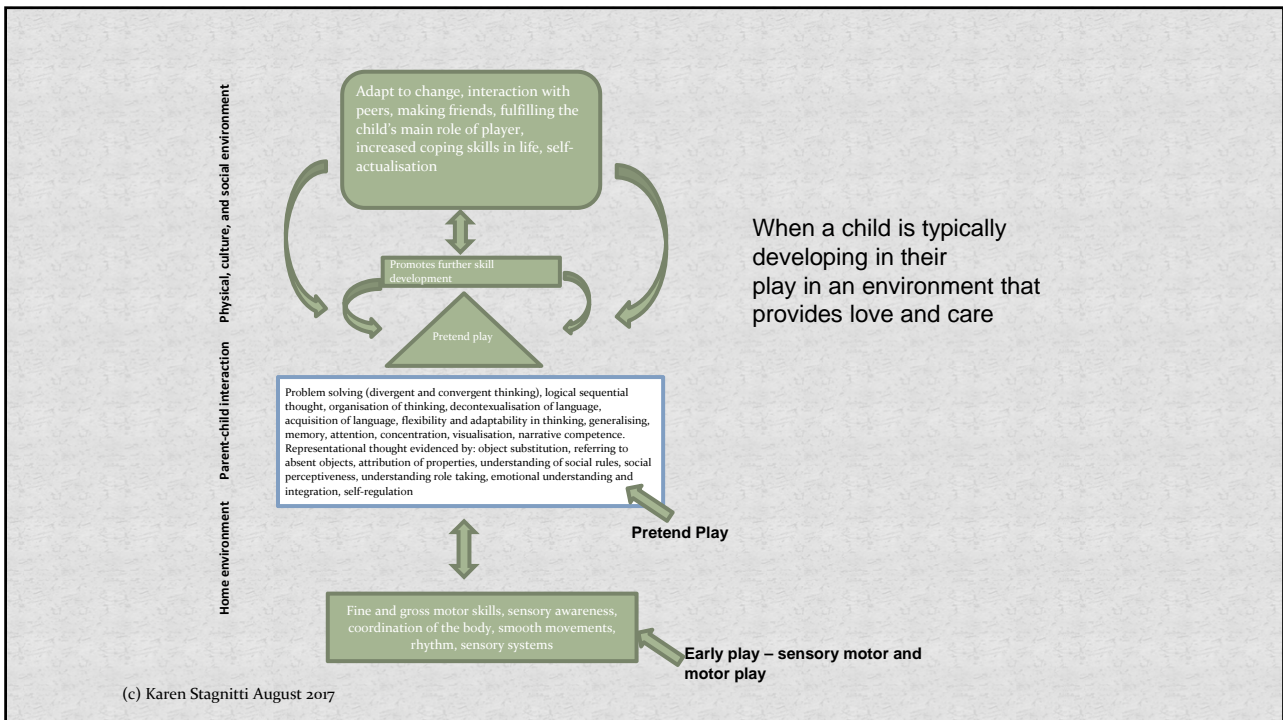 Physical, culture, and social environment
Parent-child interaction
Home environment
Adapt to change, interaction with
peers, making friends, fulfilling the
child's main role of player,
increased coping skills in life, self-
actualisation
Promotes further skill
development
Pretend play
Problem solving (divergent and convergent thinking), logical sequential
thought, organisation of thinking, decontexualisation of language,
acquisition of language, flexibility and adaptability in thinking, generalising,
memory, attention, concentration, visualisation, narrative competence.
Representational thought evidenced by: object substitution, referring to
absent objects, attribution of properties, understanding of social rules, social
perceptiveness, understanding role taking, emotional understanding and
integration, self-regulation
Pretend Play
Fine and gross motor skills, sensory awareness,
coordination of the body, smooth movements,
rhythm, sensory systems
Early play – sensory motor and
motor play
When a child is typically
developing in their
play in an environment that
provides love and care
(c) Karen Stagnitti August 2017